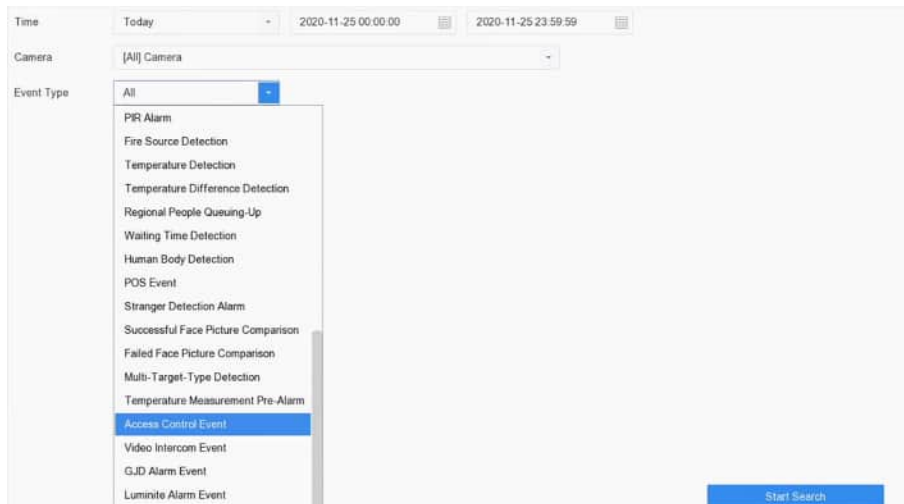 Time Today 2020-11-25 00:00:00 2020-11-25 23:59:59
Camera [All] Camera
Event Type All
PIR Alarm
Fire Source Detection
Temperature Detection
Temperature Difference Detection
Regional People Queuing-Up
Waiting Time Detection
Human Body Detection
POS Event
Stranger Detection Alarm
Successful Face Picture Comparison
Failed Face Picture Comparison
Multi-Target-Type Detection
Temperature Measurement Pre-Alarm
Access Control Event
Video Intercom Event
GJD Alarm Event
Luminite Alarm Event
Start Search